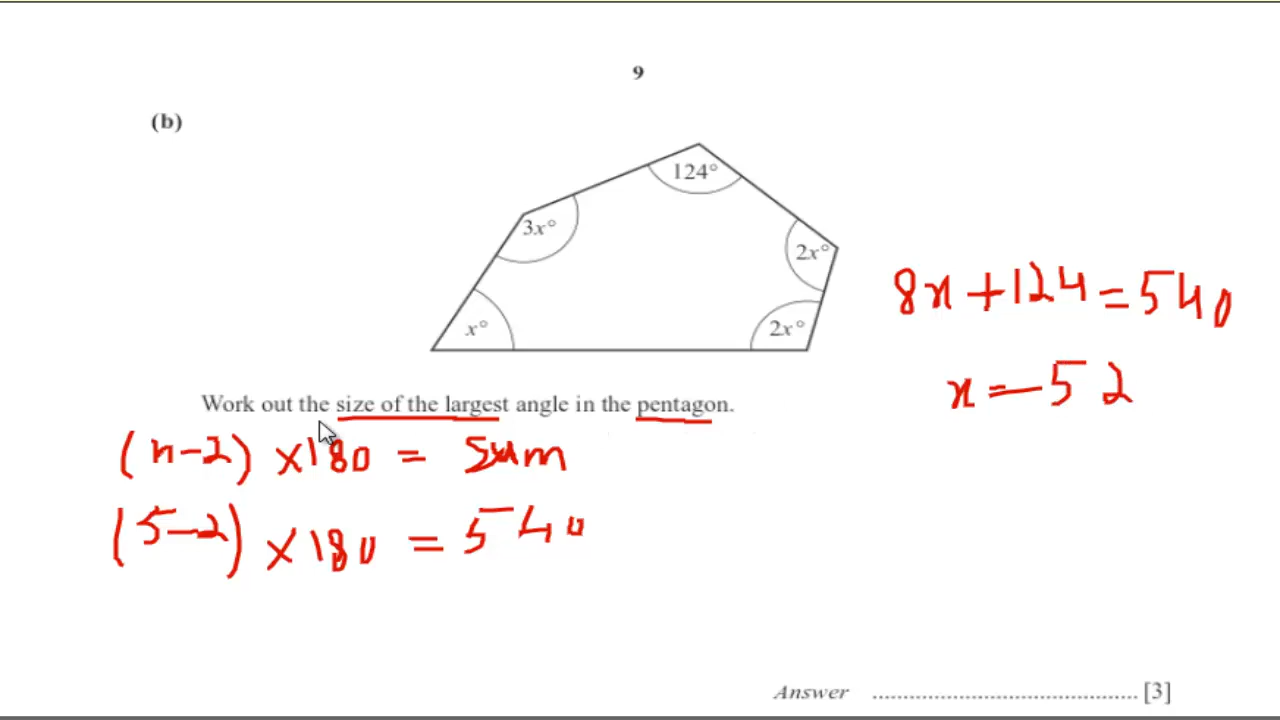 9
(b)
124°
3x°
2x°
x°
2x°
8x+124=540
x=52
Work out the size of the largest angle in the pentagon.
(n-2) ×180 = Sum
(5-2) ×180 = 540
Answer ........................................... [3]